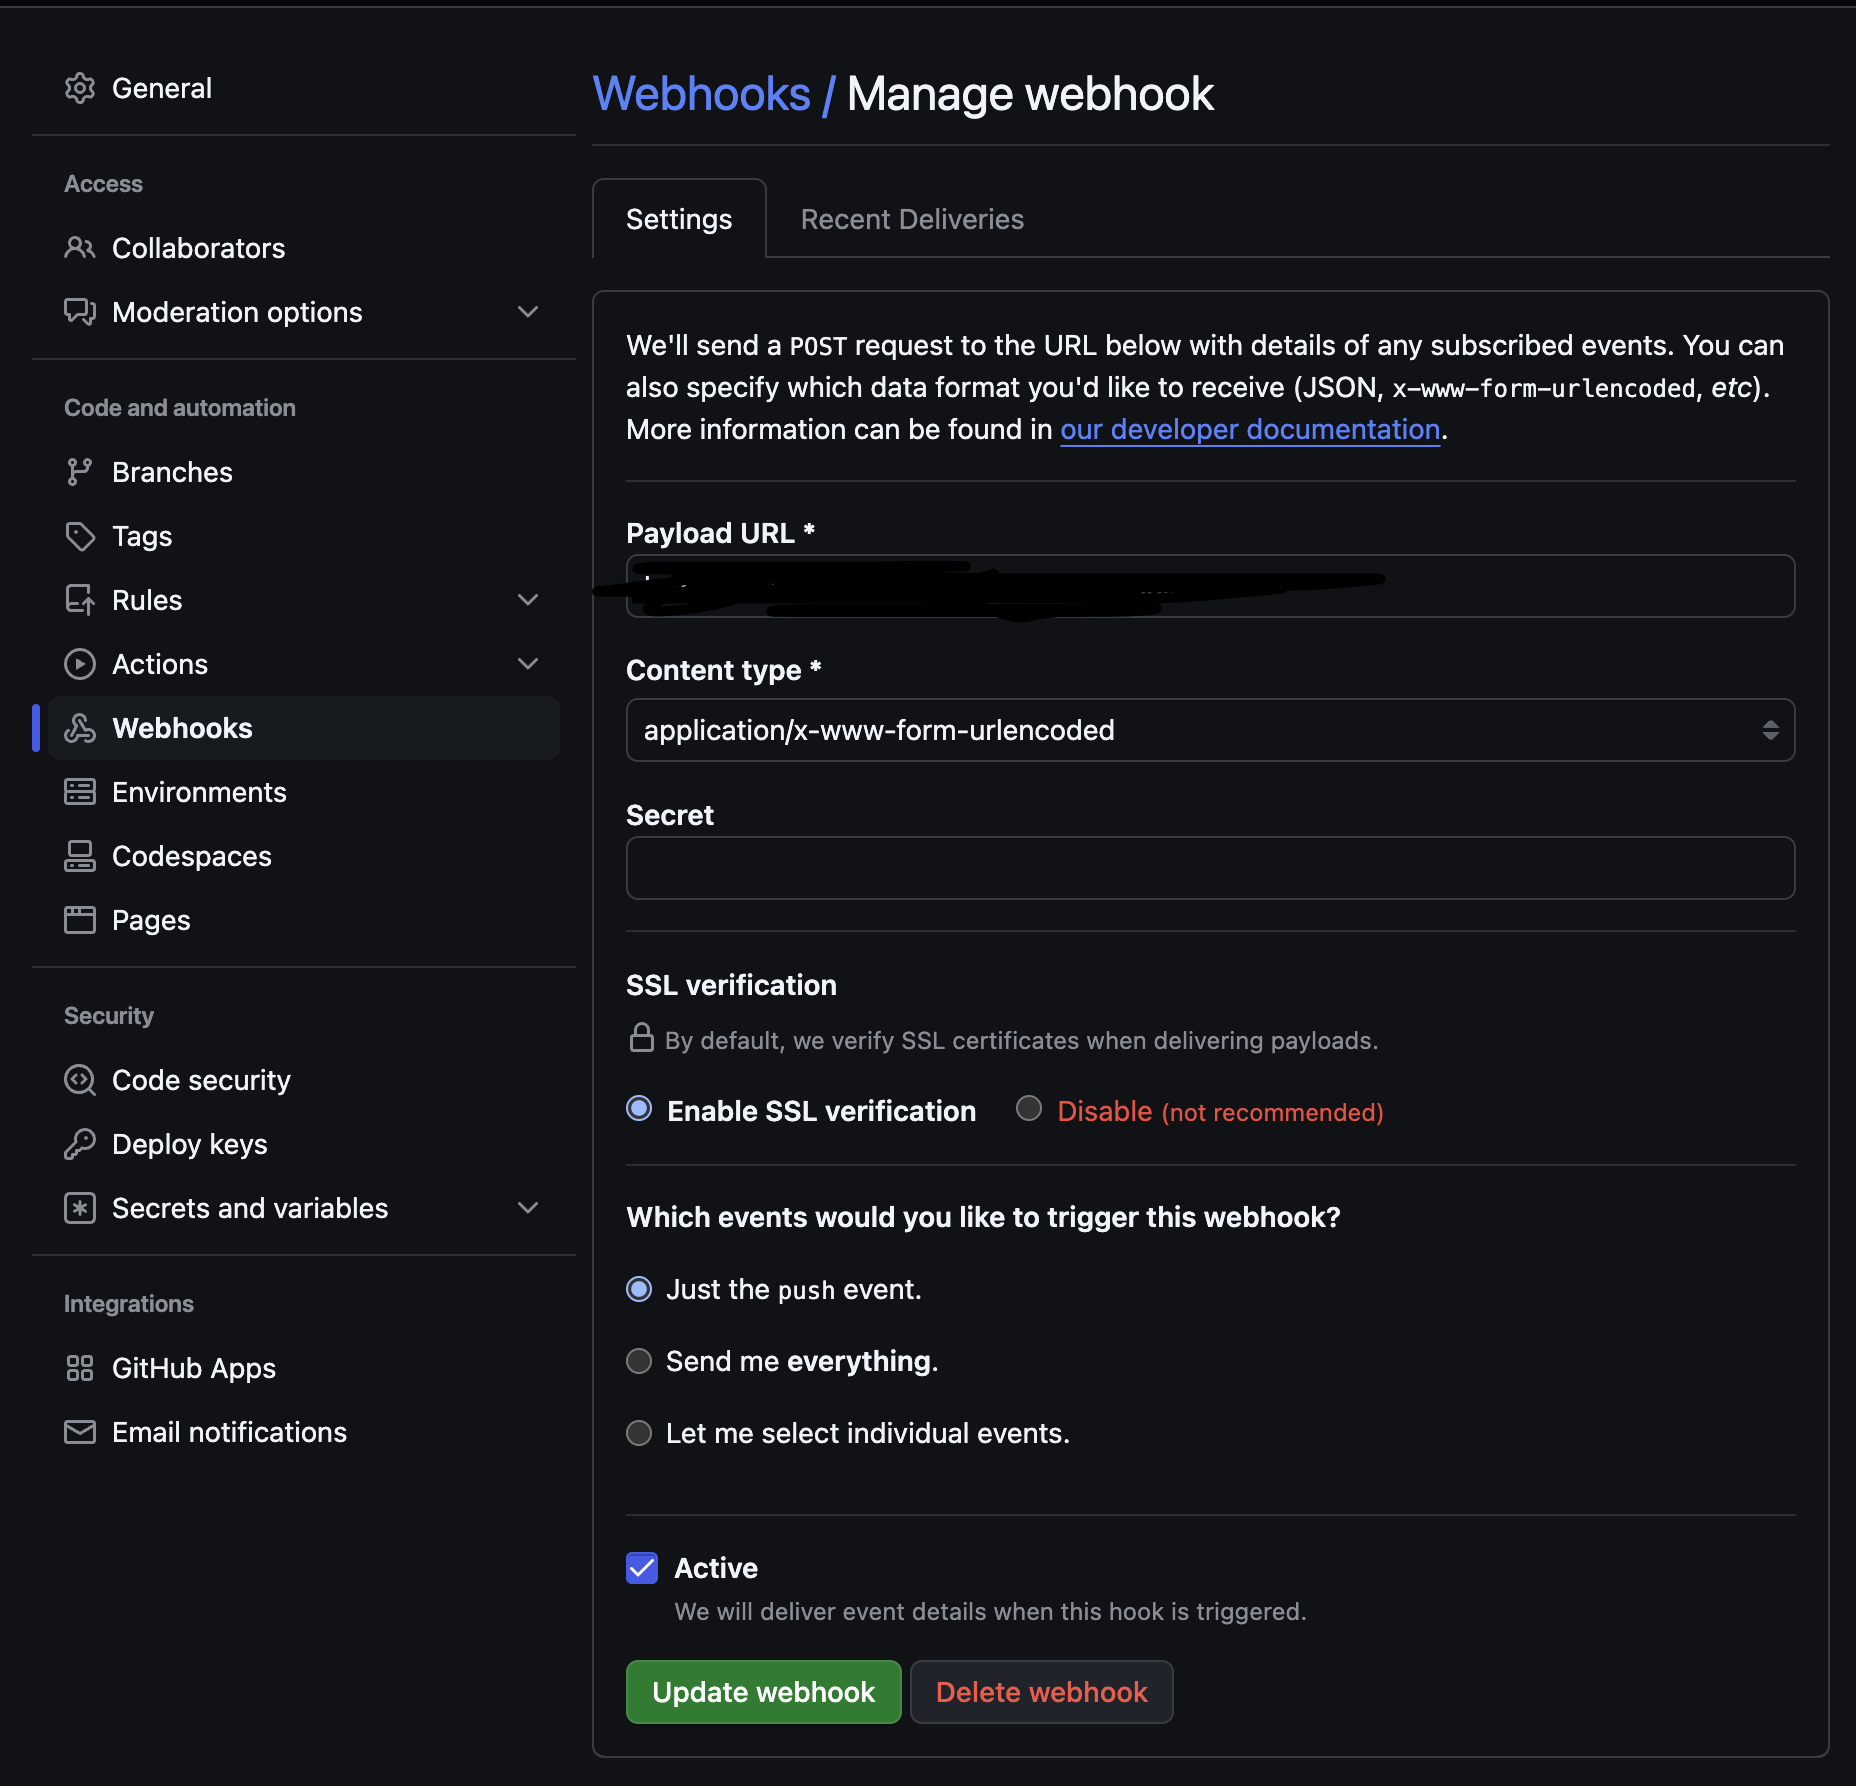 General
Access
Collaborators
Moderation options
Code and automation
Branches
Tags
Rules
Actions
Webhooks
Environments
Codespaces
Pages
Security
Code security
Deploy keys
Secrets and variables
Integrations
GitHub Apps
Email notifications
Webhooks / Manage webhook
Settings
Recent Deliveries
We'll send a POST request to the URL below with details of any subscribed events. You can
also specify which data format you'd like to receive (JSON, x-www-form-urlencoded, etc).
More information can be found in our developer documentation.
Payload URL *
Content type *
application/x-www-form-urlencoded
Secret
SSL verification
By default, we verify SSL certificates when delivering payloads.
Enable SSL verification
Disable (not recommended)
Which events would you like to trigger this webhook?
Just the push event.
Send me everything.
Let me select individual events.
Active
We will deliver event details when this hook is triggered.
Update webhook
Delete webhook